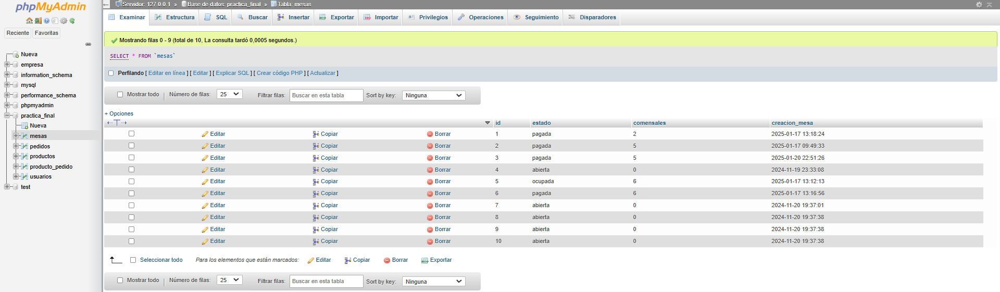 phpMyAdmin
Reciente Favoritas
Nueva
empresa
information_schema
mysql
performance_schema
phpmyadmin
practica_final
Nueva
mesas
pedidos
productos
producto_pedido
usuarios
test
Servidor: 127.0.0.1 » Base de datos: practica_final » Tabla: mesas
Examinar Estructura SQL Buscar Insertar Exportar Importar Privilegios Operaciones Seguimiento Disparadores
Mostrando filas 0 - 9 (total de 10, La consulta tardó 0,0005 segundos.)
SELECT * FROM `mesas`
Perfilando [ Editar en línea ] [ Editar ] [ Explicar SQL ] [ Crear código PHP ] [ Actualizar ]
Mostrar todo | Número de filas: 25 Filtrar filas: Buscar en esta tabla Sort by key: Ninguna
+ Opciones
←T→ id estado comensales creacion_mesa
Editar Copiar Borrar 1 pagada 2 2025-01-17 13:18:24
Editar Copiar Borrar 2 pagada 5 2025-01-17 09:49:33
Editar Copiar Borrar 3 pagada 5 2025-01-20 22:51:26
Editar Copiar Borrar 4 abierta 0 2024-11-19 23:33:08
Editar Copiar Borrar 5 ocupada 6 2025-01-17 13:12:13
Editar Copiar Borrar 6 pagada 6 2025-01-17 13:16:56
Editar Copiar Borrar 7 abierta 0 2024-11-20 19:37:01
Editar Copiar Borrar 8 abierta 0 2024-11-20 19:37:38
Editar Copiar Borrar 9 abierta 0 2024-11-20 19:37:38
Editar Copiar Borrar 10 abierta 0 2024-11-20 19:37:38
Seleccionar todo Para los elementos que están marcados: Editar Copiar Borrar Exportar
Mostrar todo | Número de filas: 25 Filtrar filas: Buscar en esta tabla Sort by key: Ninguna